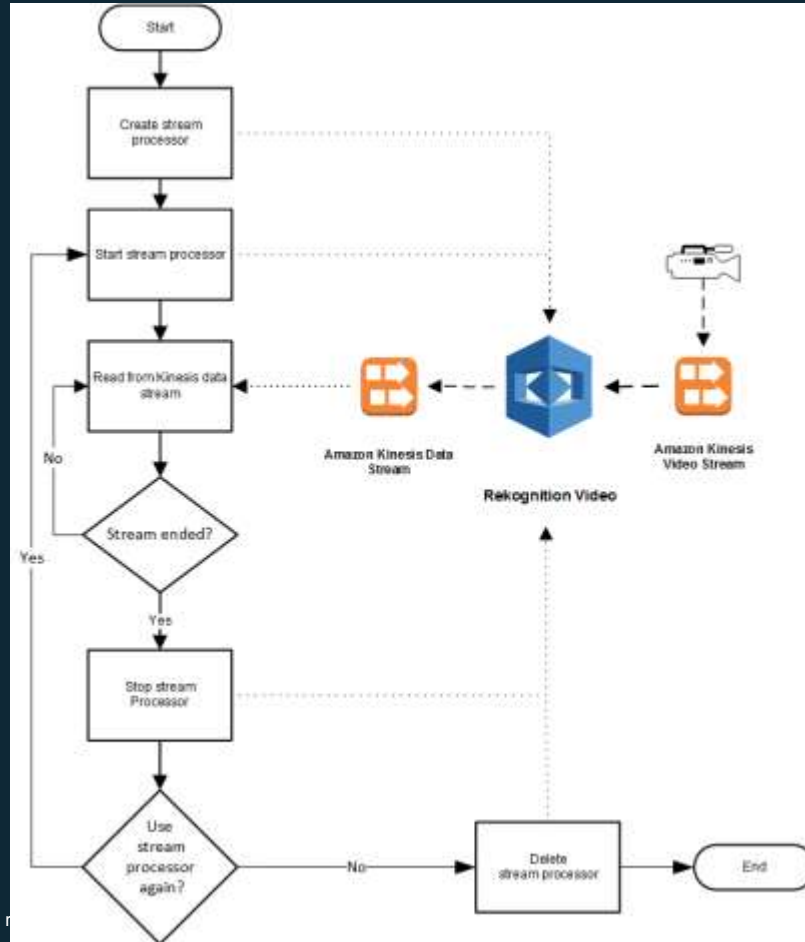 Start
Create stream
processor
Start stream processor
Read from Kinesis data
stream
No
Amazon Kinesis Data
Stream
Rekognition Video
Amazon Kinesis
Video Stream
Stream ended?
Yes
Yes
Stop stream
Processor
Use
stream
processor
again?
No
Delete
stream processor
End